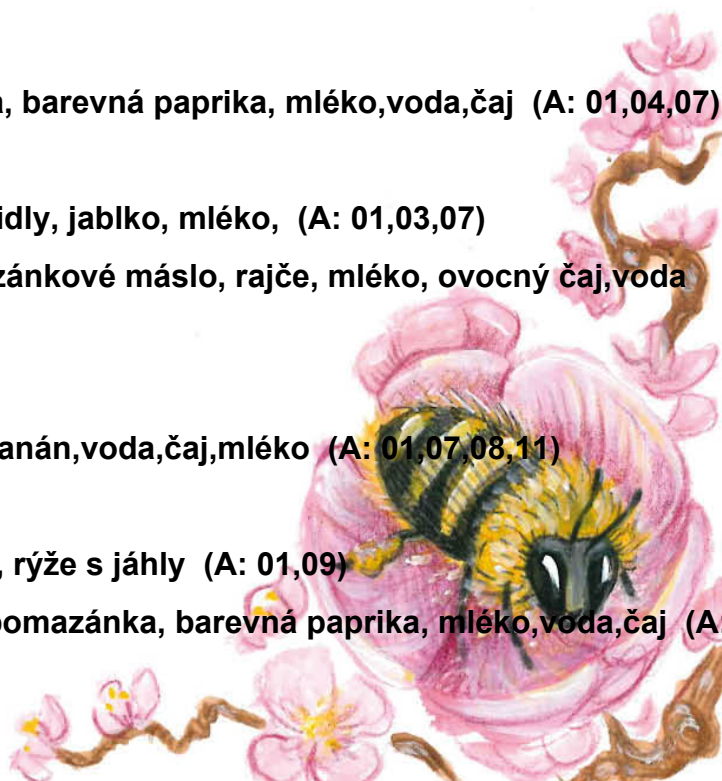 , barevná paprika, mléko,voda,čaj (A: 01,04,07)
idly, jablko, mléko, (A: 01,03,07)
zánkové máslo, rajče, mléko, ovocný čaj,voda
anán,voda,čaj,mléko (A: 01,07,08,11)
, rýže s jáhly (A: 01,09)
pomazánka, barevná paprika, mléko,voda,čaj (A: